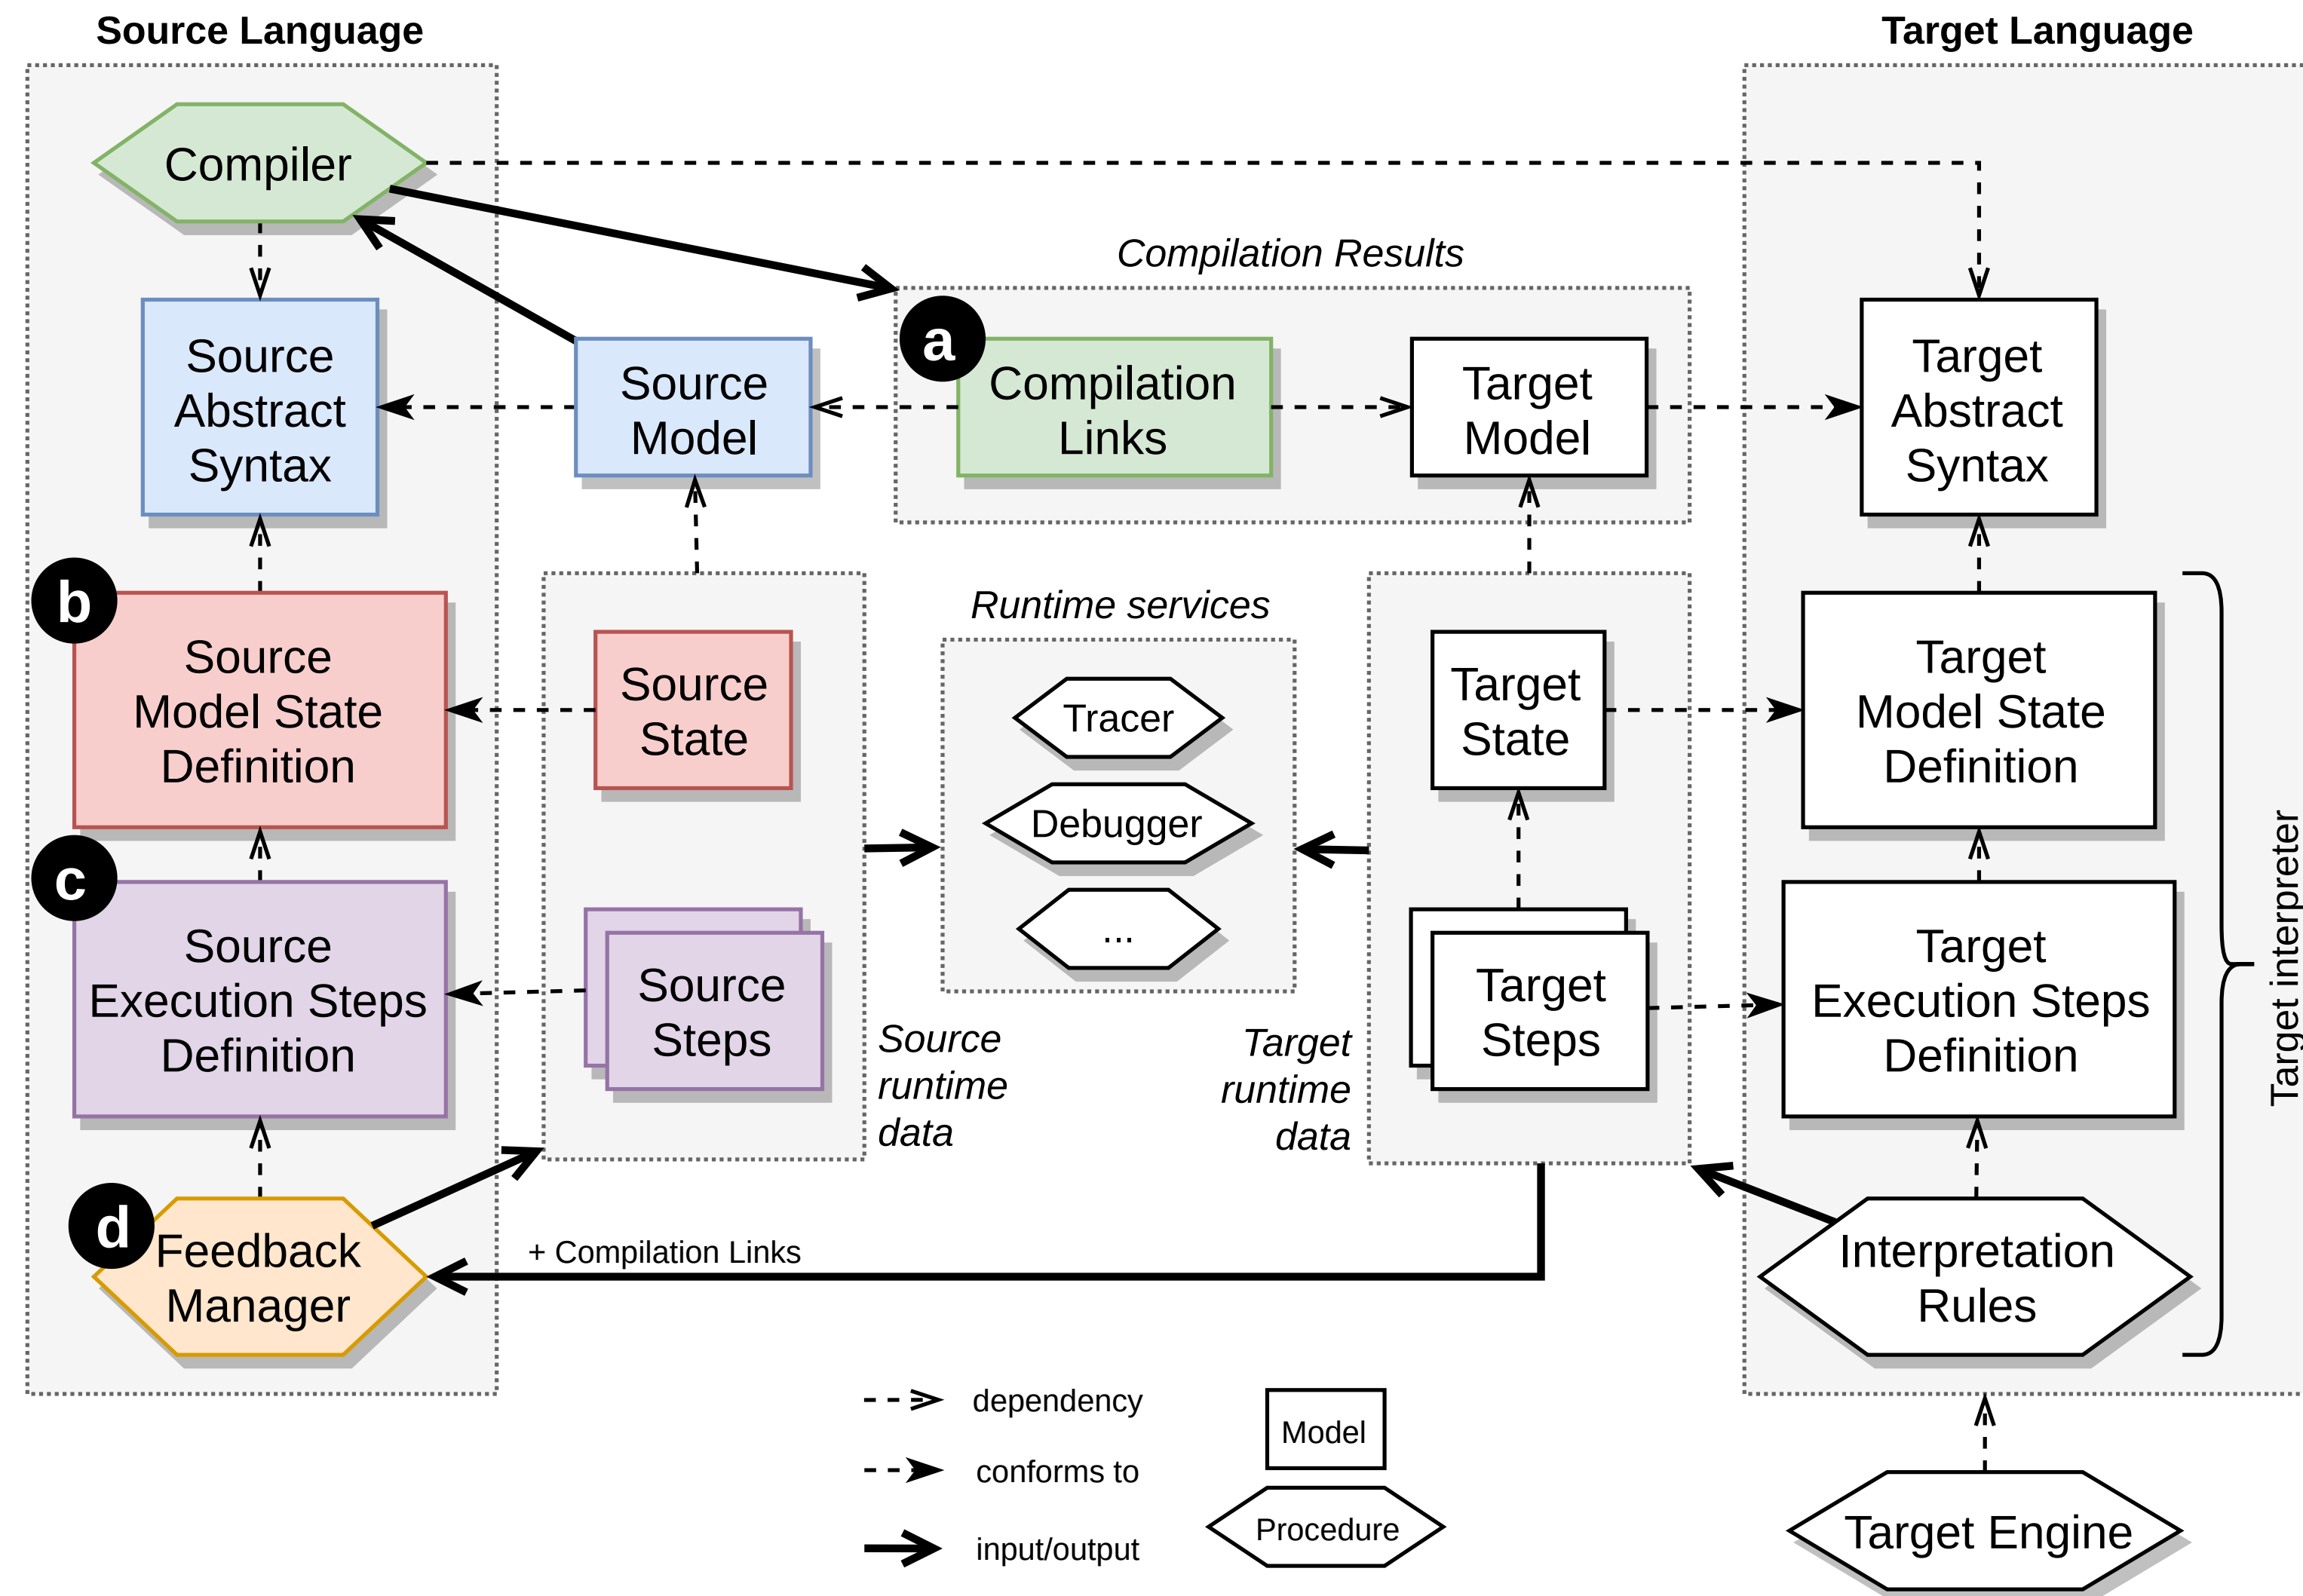 Source Language
Target Language
Compiler
Compilation Results
a
Source
Abstract
Syntax
Source
Model
Compilation
Links
Target
Model
Target
Abstract
Syntax
b
Source
Model State
Definition
Source
State
Runtime services
Tracer
Debugger
...
Target
State
Target
Model State
Definition
c
Source
Execution Steps
Definition
Source
Steps
Source
runtime
data
Target
runtime
data
Target
Steps
Target
Execution Steps
Definition
Target interpreter
d
Feedback
Manager
+ Compilation Links
Interpretation
Rules
dependency
conforms to
input/output
Model
Procedure
Target Engine